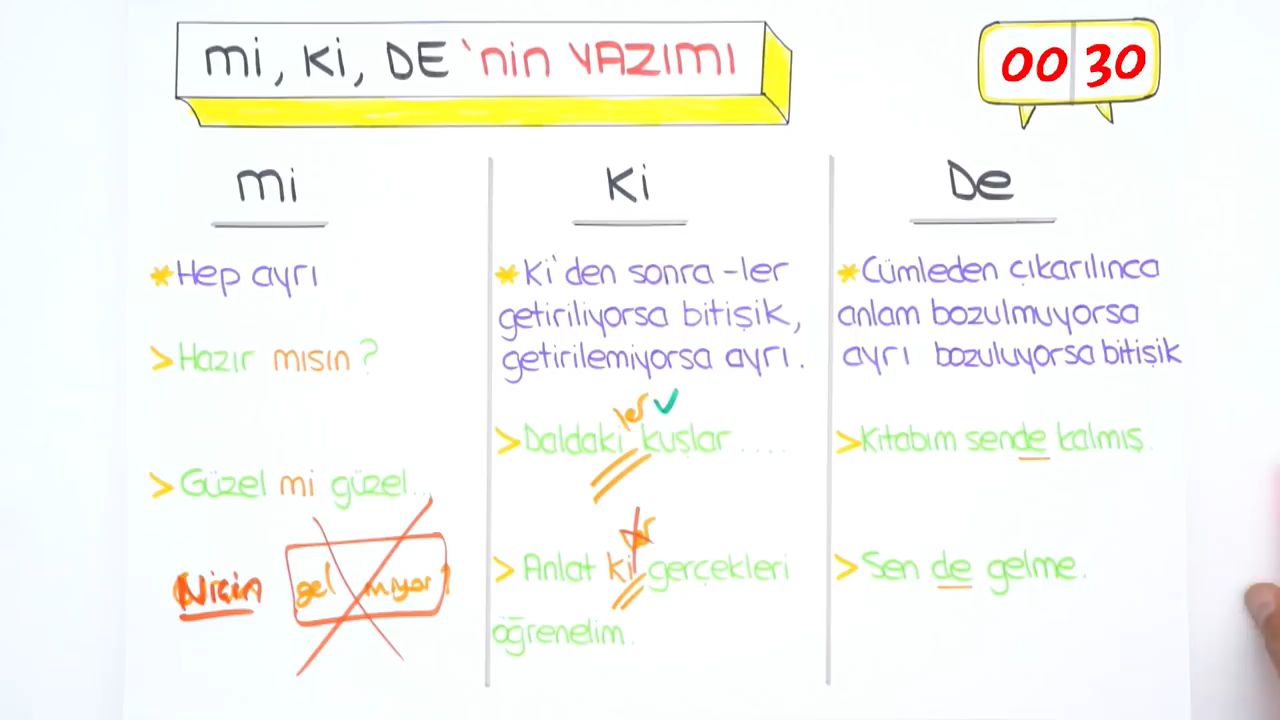 mi, Ki, DE 'nin YAZIMI
00 30
mi
*Hep ayrı
>Hazır mısın?
>Güzel mi güzel...
Niçin gel mıyor
Ki
*Ki'den sonra -ler
getiriliyorsa bitişik,
getirilemiyorsa ayrı.
ler ✓
>Daldaki kuşlar ....
ler
>Anlat ki gerçekleri
öğrenelim.
De
*Cümleden çıkarılınca
anlam bozulmuyorsa
ayrı bozuluyorsa bitişik
>Kitabım sende kalmış.
>Sen de gelme.